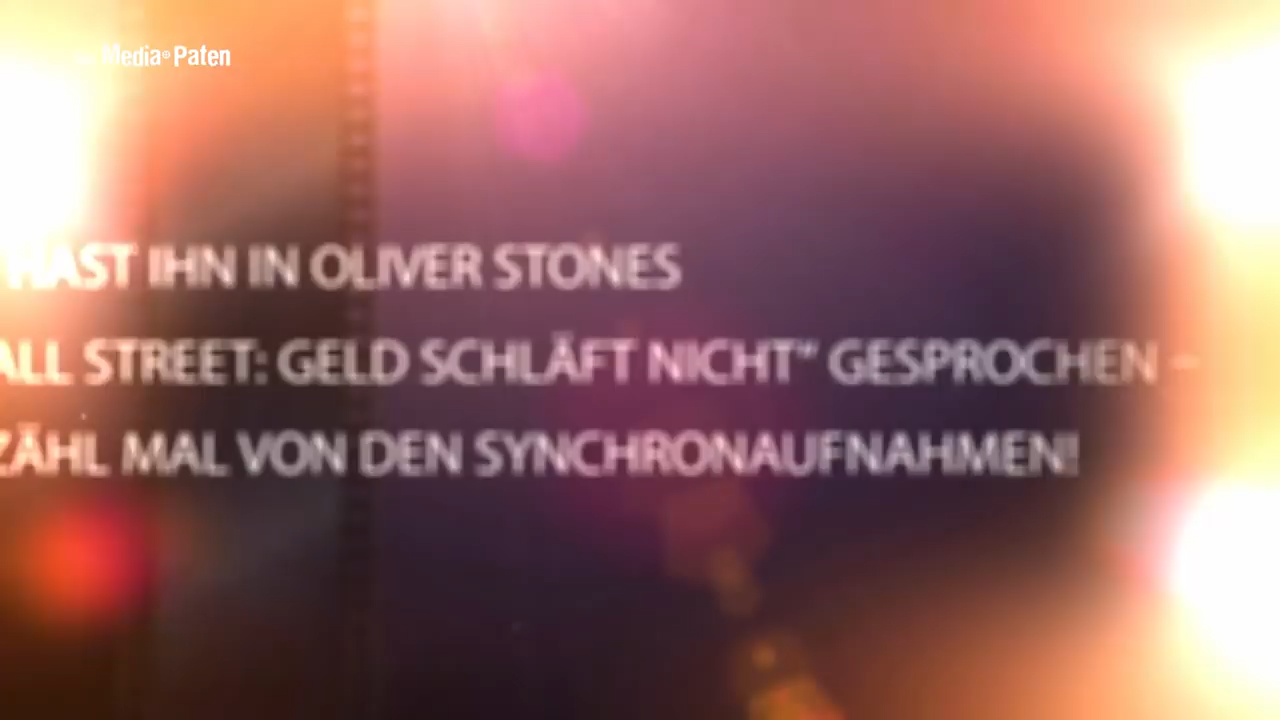 Media Paten
HAST IHN IN OLIVER STONES
ALL STREET: GELD SCHLÄFT NICHT” GESPROCHEN –
ZÄHL MAL VON DEN SYNCHRONAUFNAHMEN!